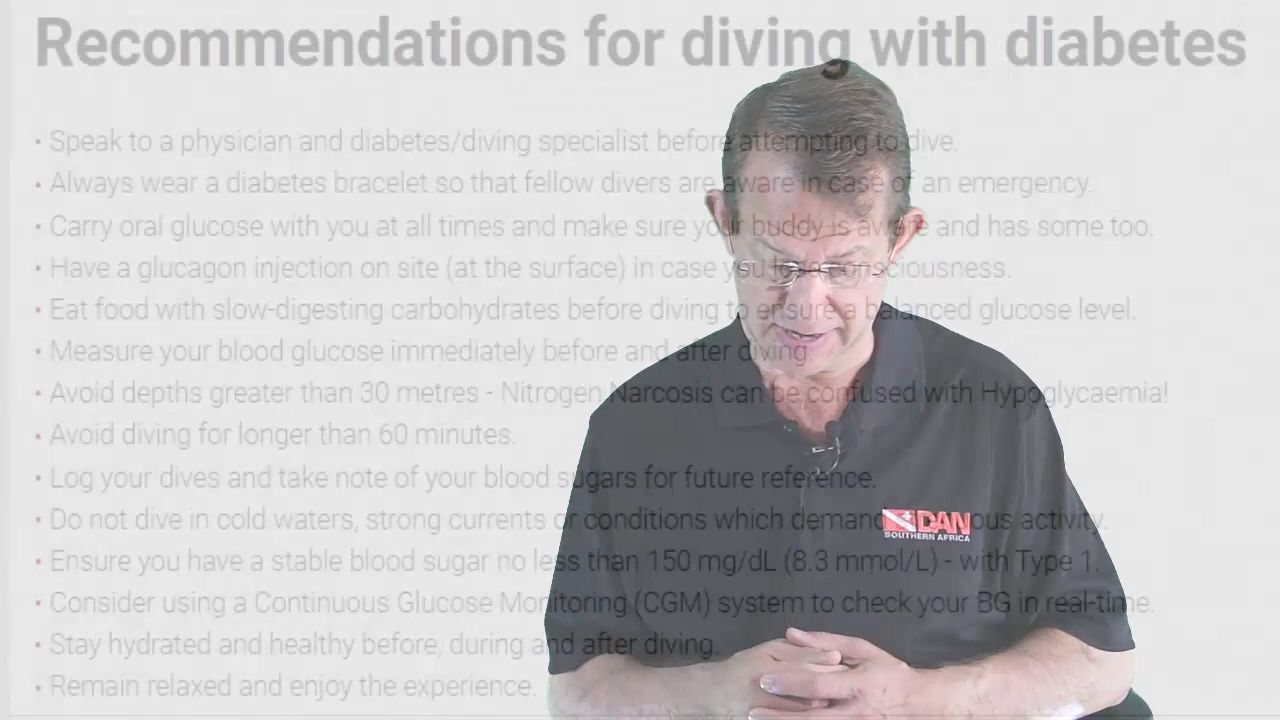 Recommendations for diving with diabetes
• Speak to a physician and diabetes/diving specialist before attempting to dive.
• Always wear a diabetes bracelet so that fellow divers are aware in case of an emergency.
• Carry oral glucose with you at all times and make sure your buddy is aware and has some too.
• Have a glucagon injection on site (at the surface) in case you
• Eat food with slow-digesting carbohydrates before diving to ensure a balanced glucose level.
• Measure your blood glucose immediately before and after diving.
• Avoid depths greater than 30 metres - Nitrogen Narcosis can be confused with Hypoglycaemia!
• Avoid diving for longer than 60 minutes.
• Log your dives and take note of your blood sugars for future reference.
• Do not dive in cold waters, strong currents or conditions which demand activity.
DAN
SOUTHERN AFRICA
• Ensure you have a stable blood sugar no less than 150 mg/dL (8.3 mmol/L) - with Type 1.
• Consider using a Continuous Glucose Monitoring (CGM) system to check your BG in real-time.
• Stay hydrated and healthy before, during and after diving.
• Remain relaxed and enjoy the experience.